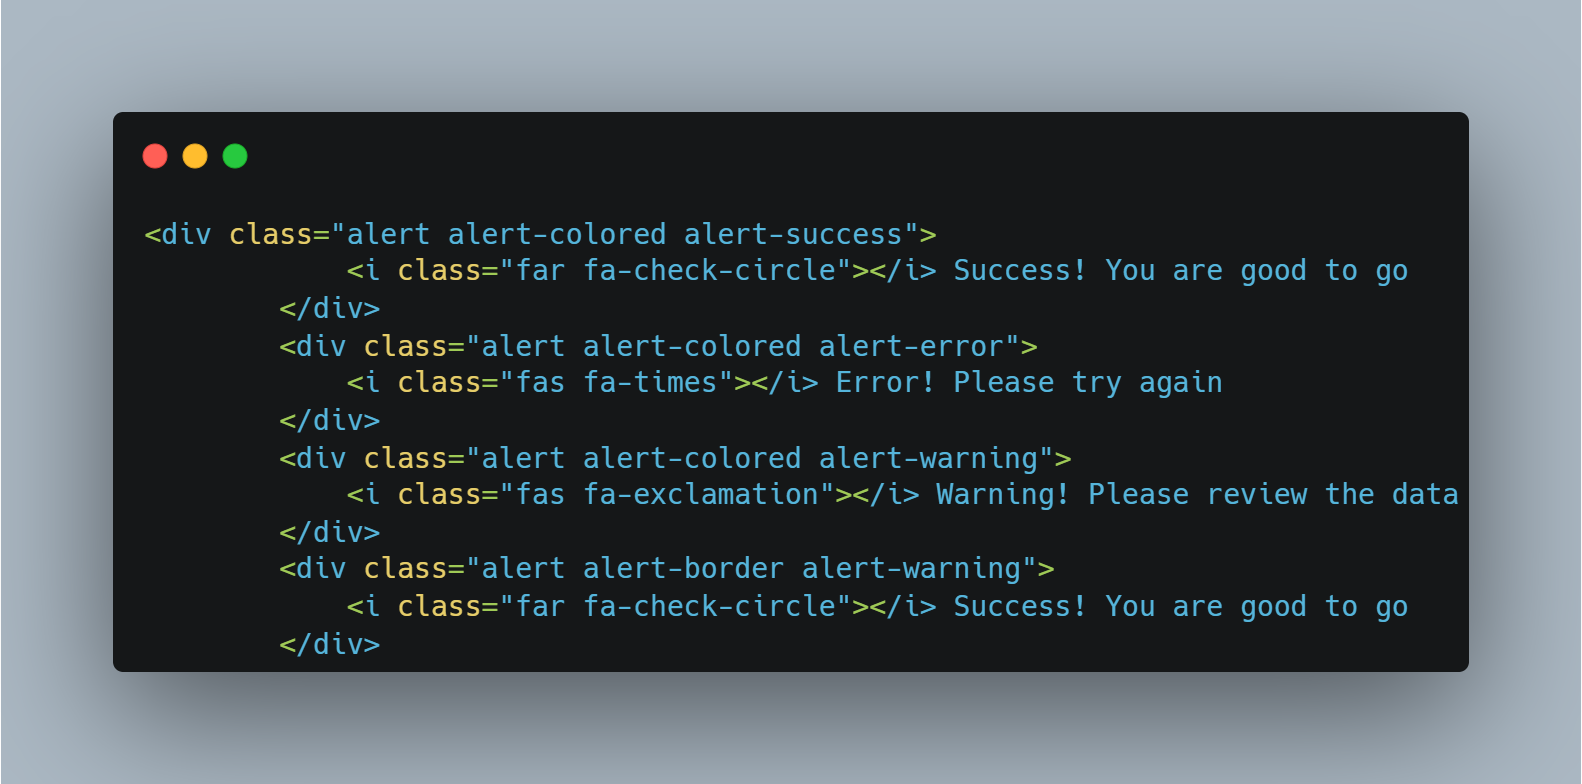 <div class="alert alert-colored alert-success">
            <i class="far fa-check-circle"></i> Success! You are good to go
        </div>
        <div class="alert alert-colored alert-error">
            <i class="fas fa-times"></i> Error! Please try again
        </div>
        <div class="alert alert-colored alert-warning">
            <i class="fas fa-exclamation"></i> Warning! Please review the data
        </div>
        <div class="alert alert-border alert-warning">
            <i class="far fa-check-circle"></i> Success! You are good to go
        </div>